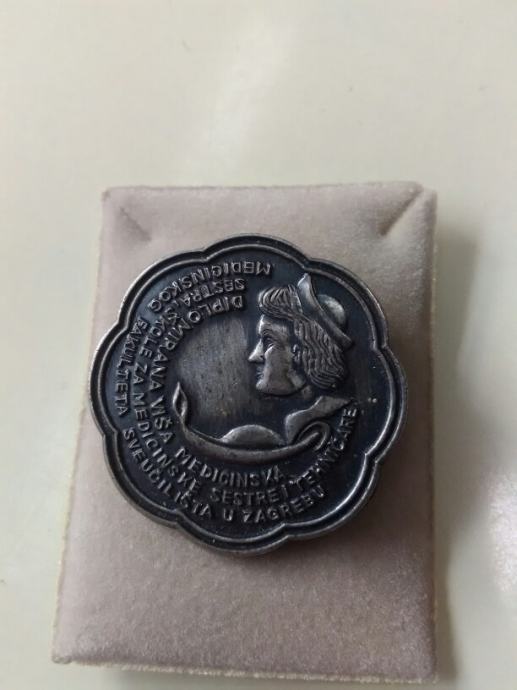 DIPLOMIRANA VIŠA MEDICINSKA
SESTRA ŠKOLE ZA MEDICINSKE SESTRE I TEHNIČARE
MEDICINSKOG FAKULTETA SVEUČILIŠTA U ZAGREBU